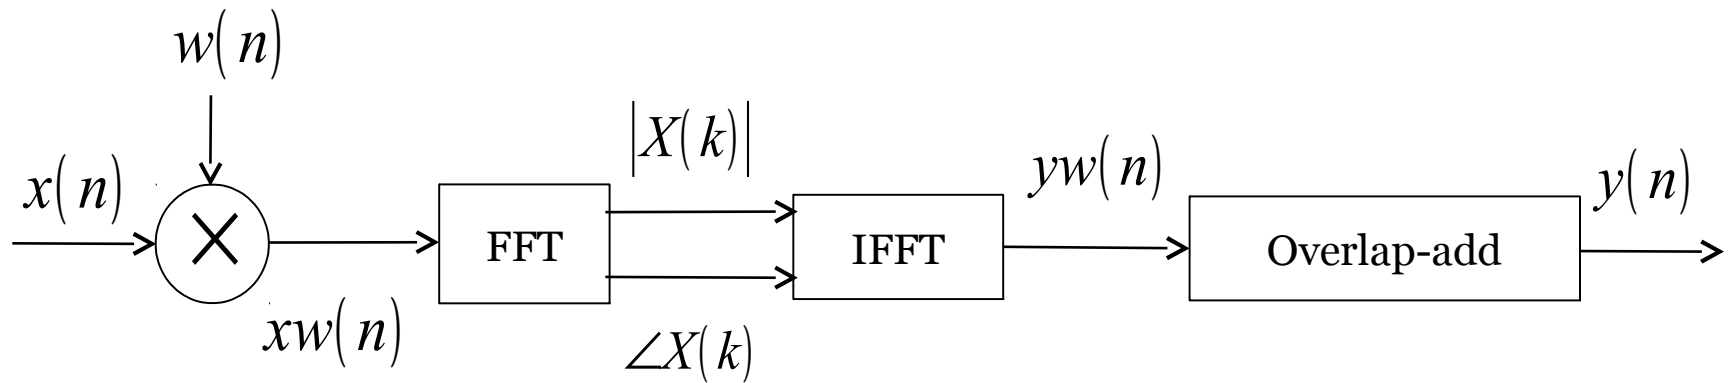 w(n)
x(n)
xw(n)
FFT
|X(k)|
∠X(k)
IFFT
yw(n)
Overlap-add
y(n)